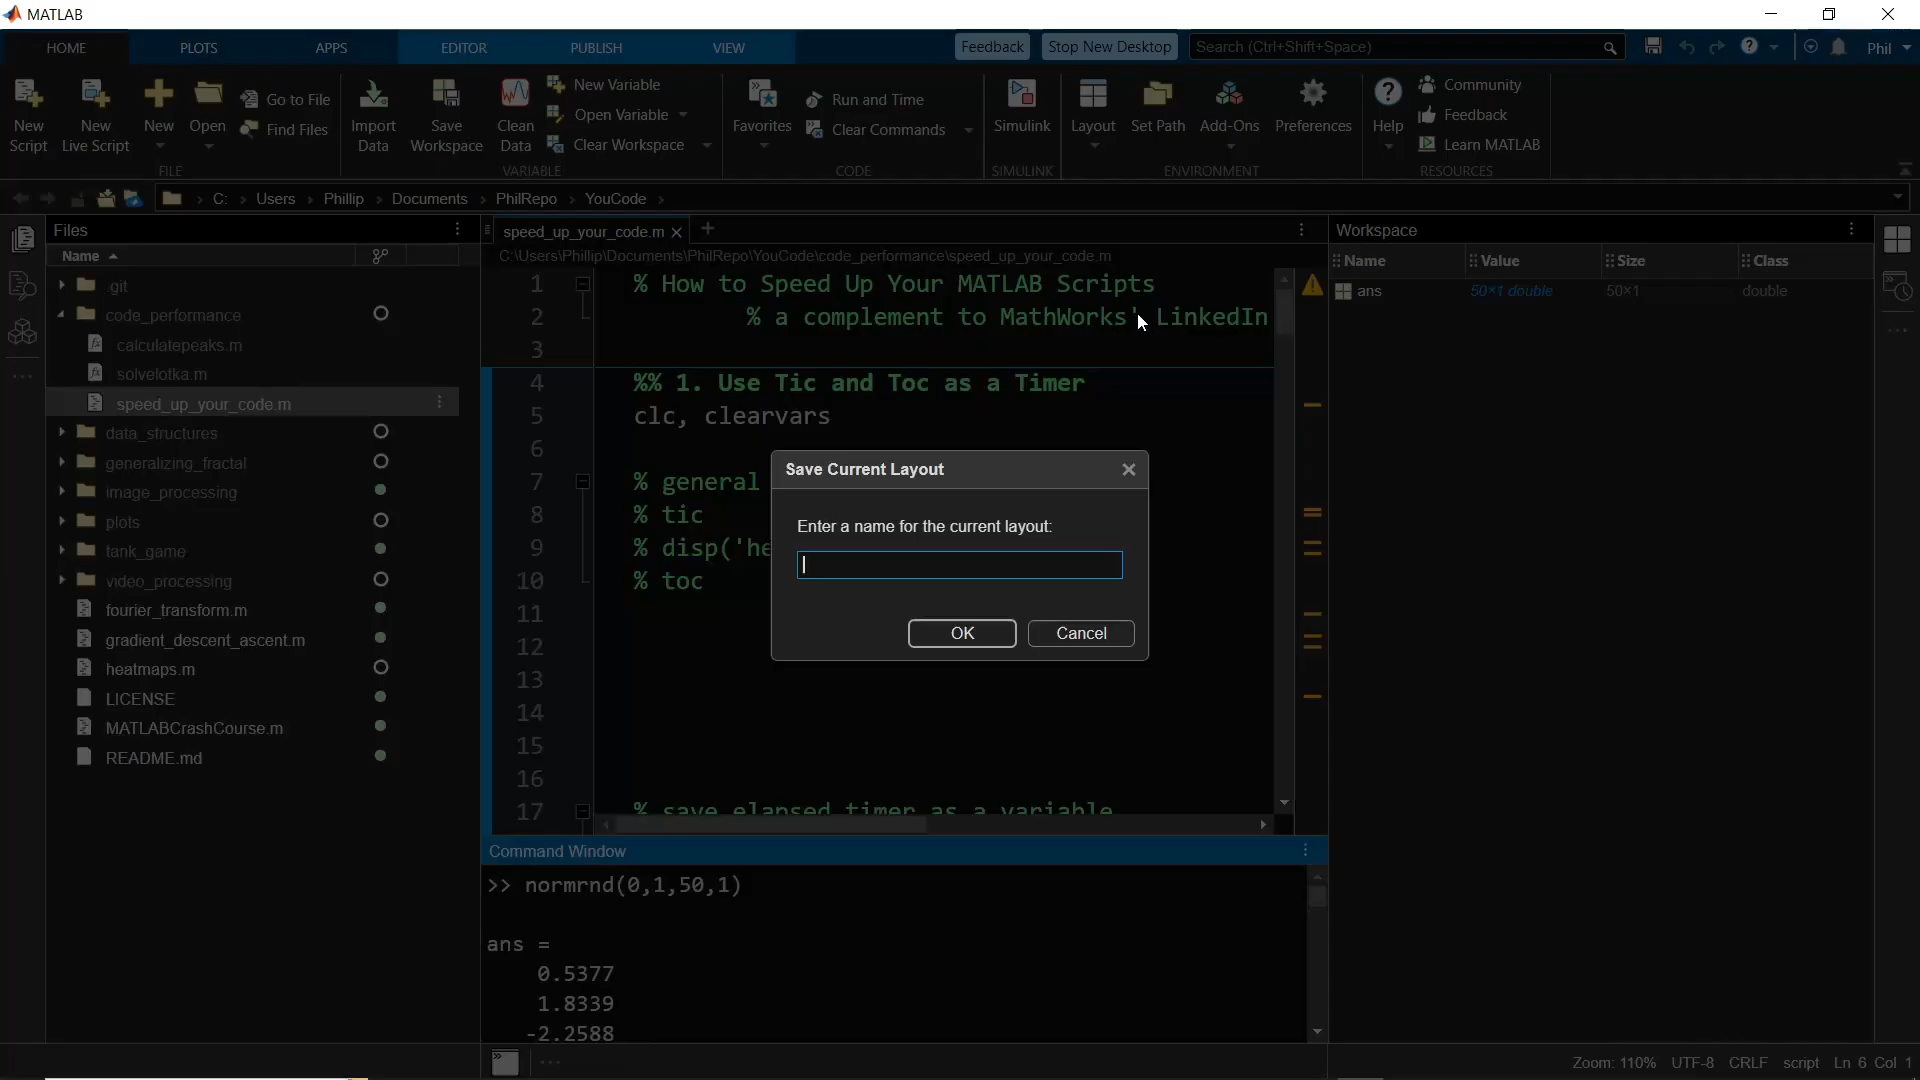 MATLAB
HOME PLOTS APPS EDITOR PUBLISH VIEW Feedback Stop New Desktop Search (Ctrl+Shift+Space) Phil
New Script
New Live Script
New
Open
Go to File
Find Files
FILE
Import Data
Save Workspace
Clean Data
New Variable
Open Variable
Clear Workspace
VARIABLE
Favorites
Run and Time
Clear Commands
CODE
Simulink
SIMULINK
Layout
Set Path
Add-Ons
Preferences
ENVIRONMENT
Help
Community
Feedback
Learn MATLAB
RESOURCES
C: › Users › Phillip › Documents › PhilRepo › YouCode ›
Files
Name
.git
code_performance
calculatepeaks.m
solvelotka.m
speed_up_your_code.m
data_structures
generalizing_fractal
image_processing
plots
tank_game
video_processing
fourier_transform.m
gradient_descent_ascent.m
heatmaps.m
LICENSE
MATLABCrashCourse.m
README.md
speed_up_your_code.m
C:\Users\Phillip\Documents\PhilRepo\YouCode\code_performance\speed_up_your_code.m
1 % How to Speed Up Your MATLAB Scripts
2 % a complement to MathWorks' LinkedIn
3
4 %% 1. Use Tic and Toc as a Timer
5 clc, clearvars
6
7 % general
8 % tic
9 % disp('he
10 % toc
11
12
13
14
15
16
17 % save elapsed timer as a variable
Save Current Layout
Enter a name for the current layout:
OK Cancel
Command Window
>> normrnd(0,1,50,1)
ans =
0.5377
1.8339
-2.2588
Workspace
Name Value Size Class
ans 50×1 double 50×1 double
Zoom: 110% UTF-8 CRLF script Ln 6 Col 1